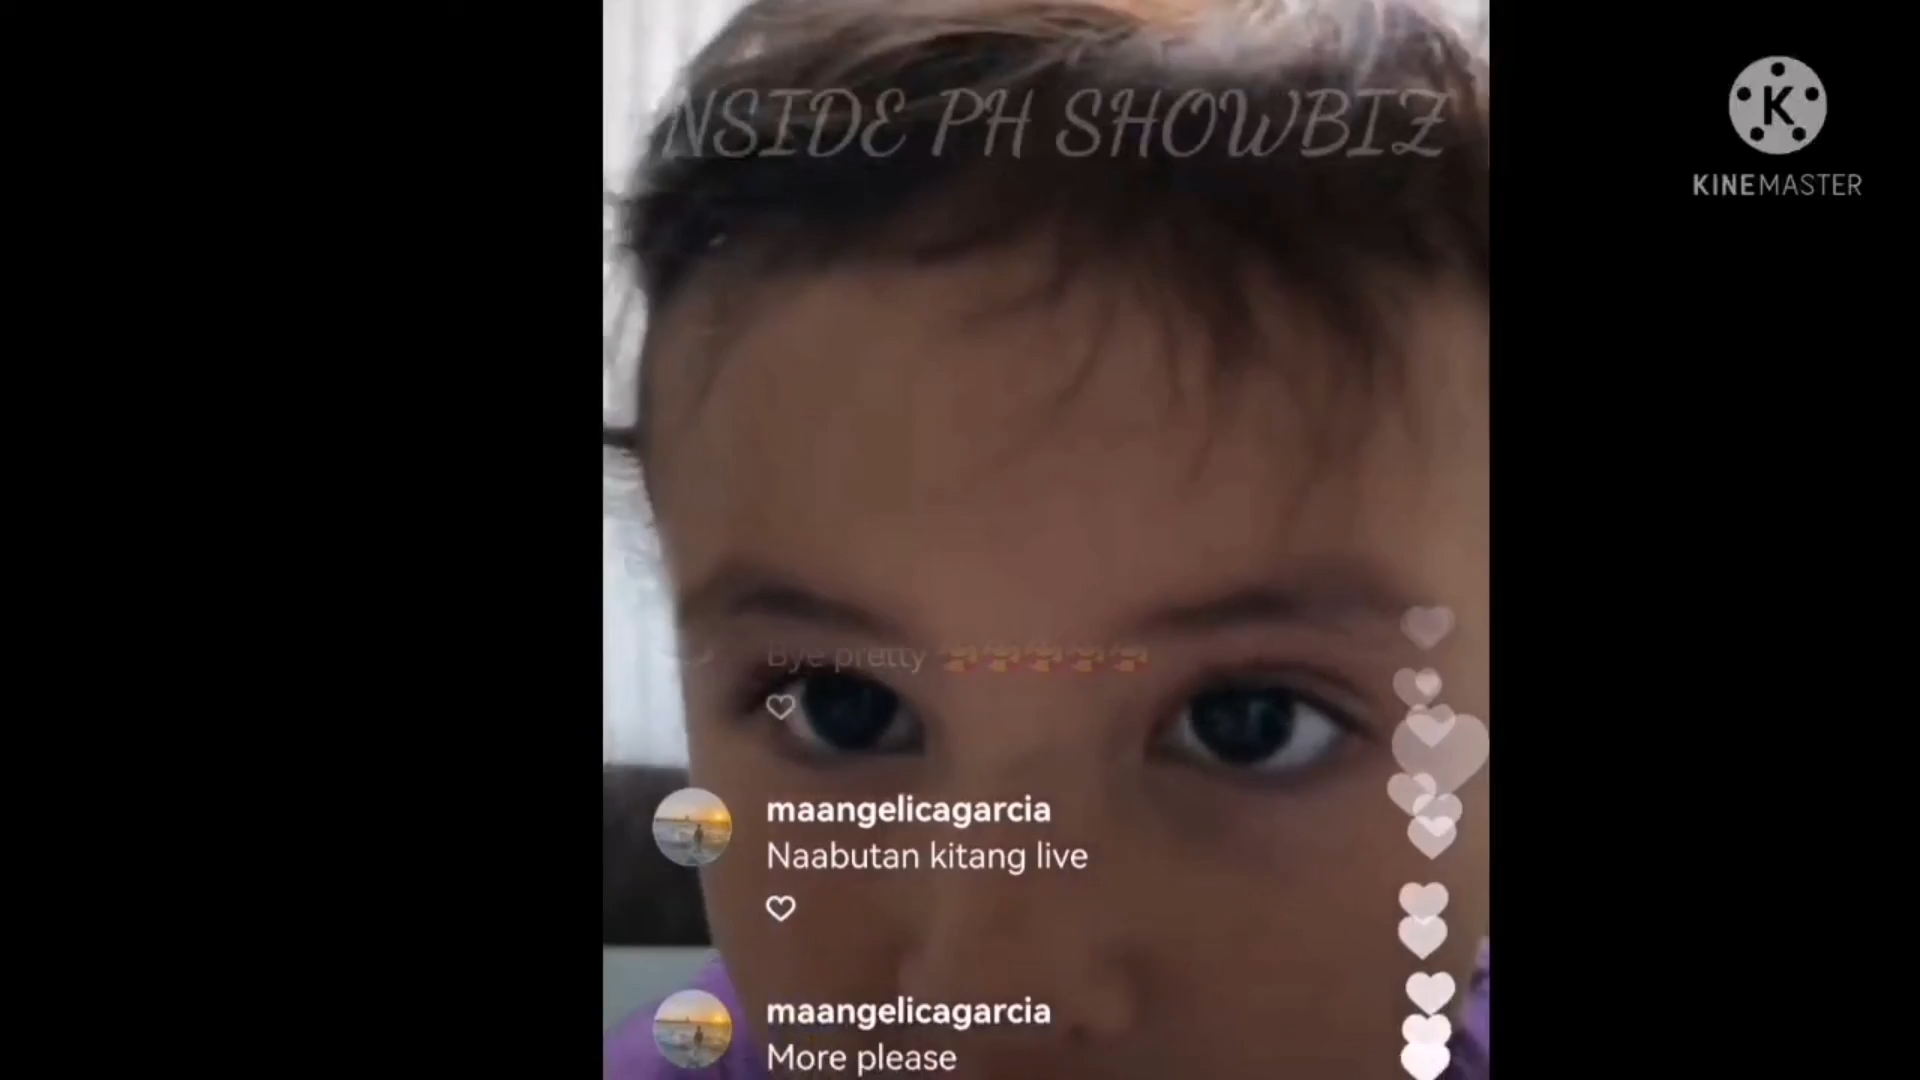 NSIDE PH SHOWBIZ
K
KINEMASTER
Bye pretty
maangelicagarcia
Naabutan kitang live
maangelicagarcia
More please